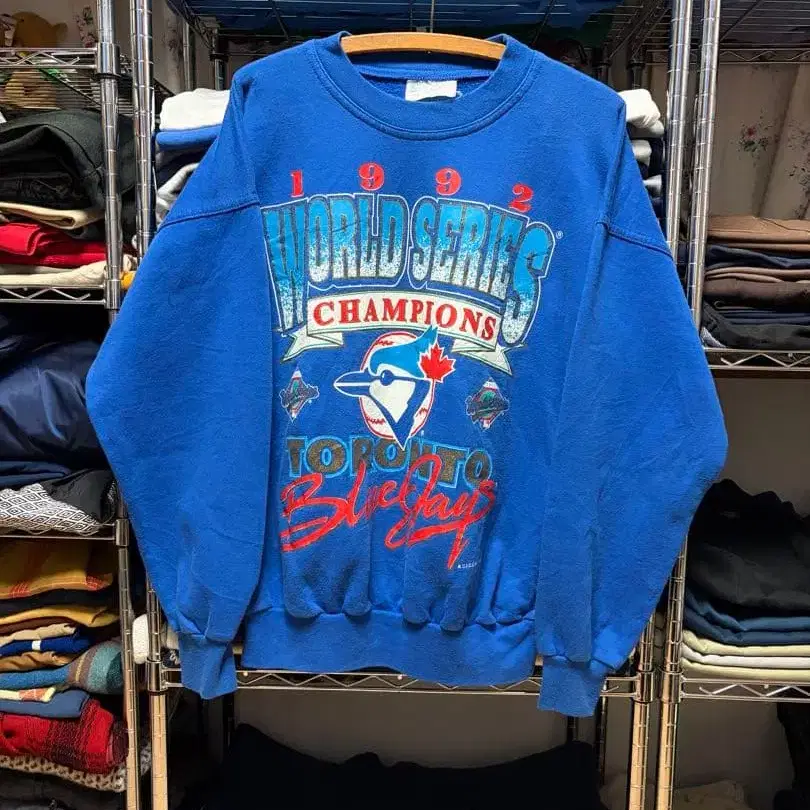 1992
WORLD SERIES ®
CHAMPIONS
TORONTO
Blue Jays